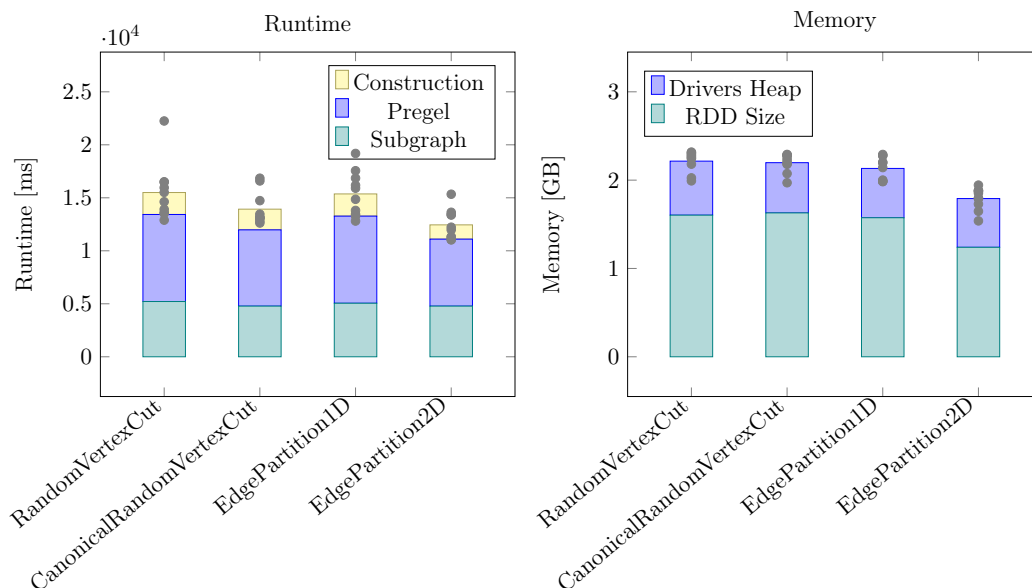 Runtime
·10^4
Runtime [ms]
2.5
2
1.5
1
0.5
0
Construction
Pregel
Subgraph
RandomVertexCut
CanonicalRandomVertexCut
EdgePartition1D
EdgePartition2D
Memory
Memory [GB]
3
2
1
0
Drivers Heap
RDD Size
RandomVertexCut
CanonicalRandomVertexCut
EdgePartition1D
EdgePartition2D